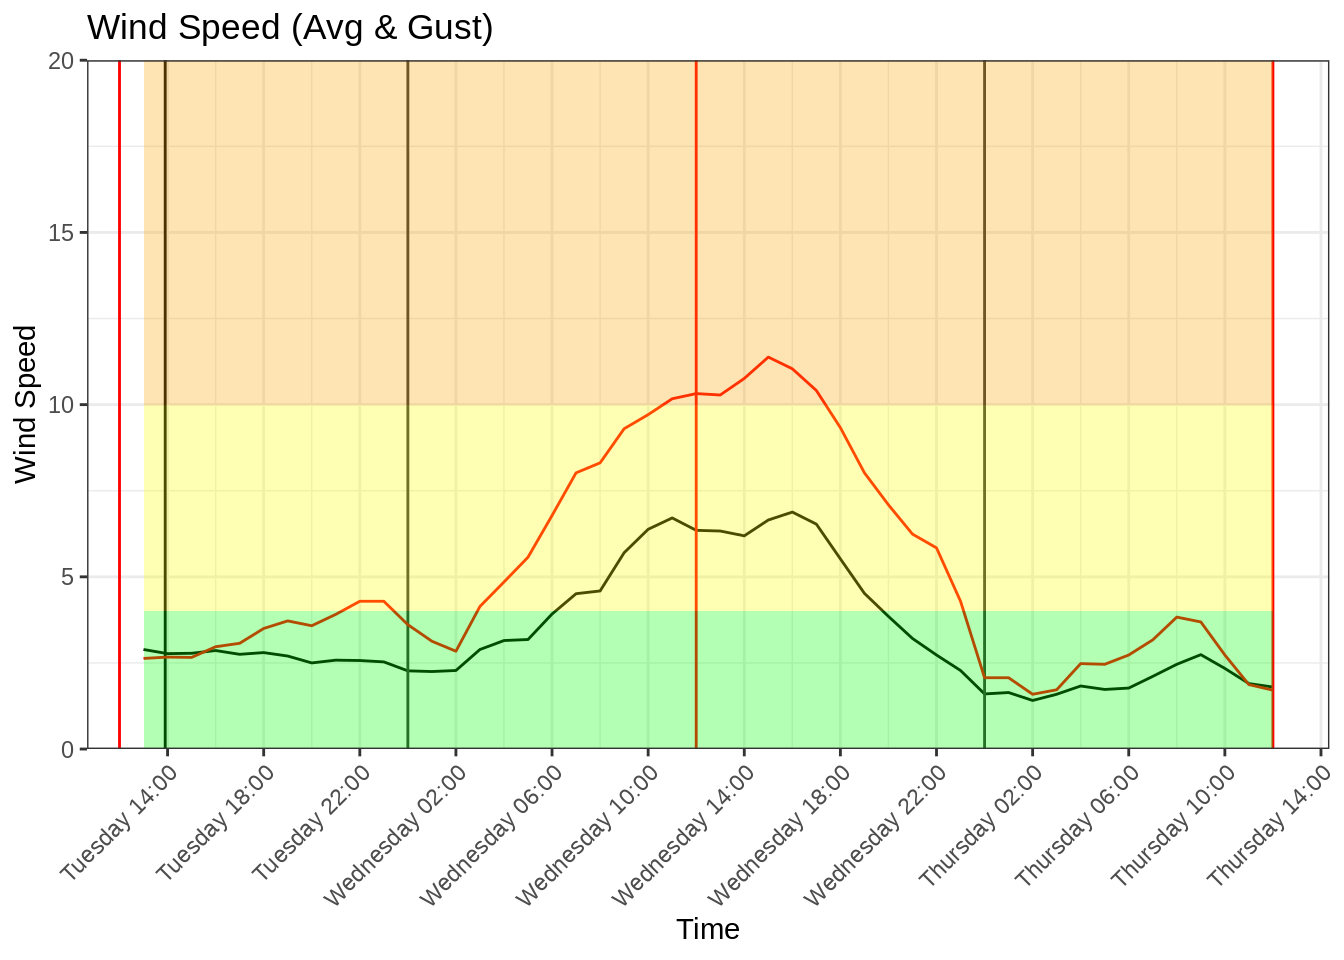 Wind Speed (Avg & Gust)
20
15
10
5
0
Wind Speed
Tuesday 14:00
Tuesday 18:00
Tuesday 22:00
Wednesday 02:00
Wednesday 06:00
Wednesday 10:00
Wednesday 14:00
Wednesday 18:00
Wednesday 22:00
Thursday 02:00
Thursday 06:00
Thursday 10:00
Thursday 14:00
Time